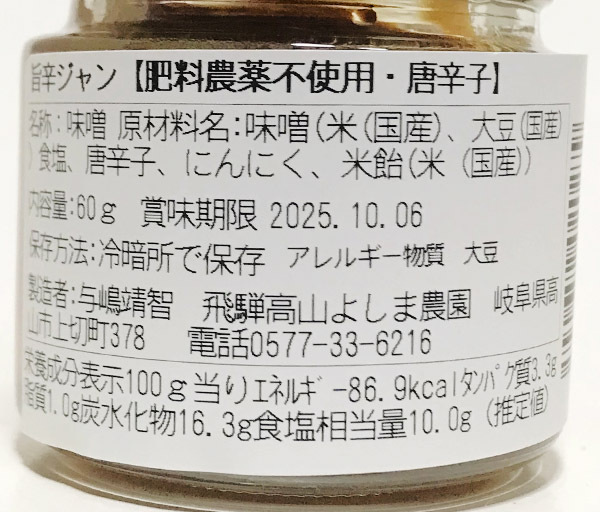 旨辛ジャン【肥料農薬不使用・唐辛子】
名称:味噌 原材料名:味噌(米(国産)、大豆(国産)
)食塩、唐辛子、にんにく、米飴(米(国産))
内容量:60g 賞味期限 2025.10.06
保存方法:冷暗所で保存 アレルギー物質 大豆
製造者:与嶋靖智 飛騨高山よしま農園 岐阜県高
山市上切町378 電話0577-33-6216
栄養成分表示100g当りエネルギー86.9kcalタンパク質3.3g
脂質1.0g炭水化物16.3g食塩相当量10.0g(推定値)